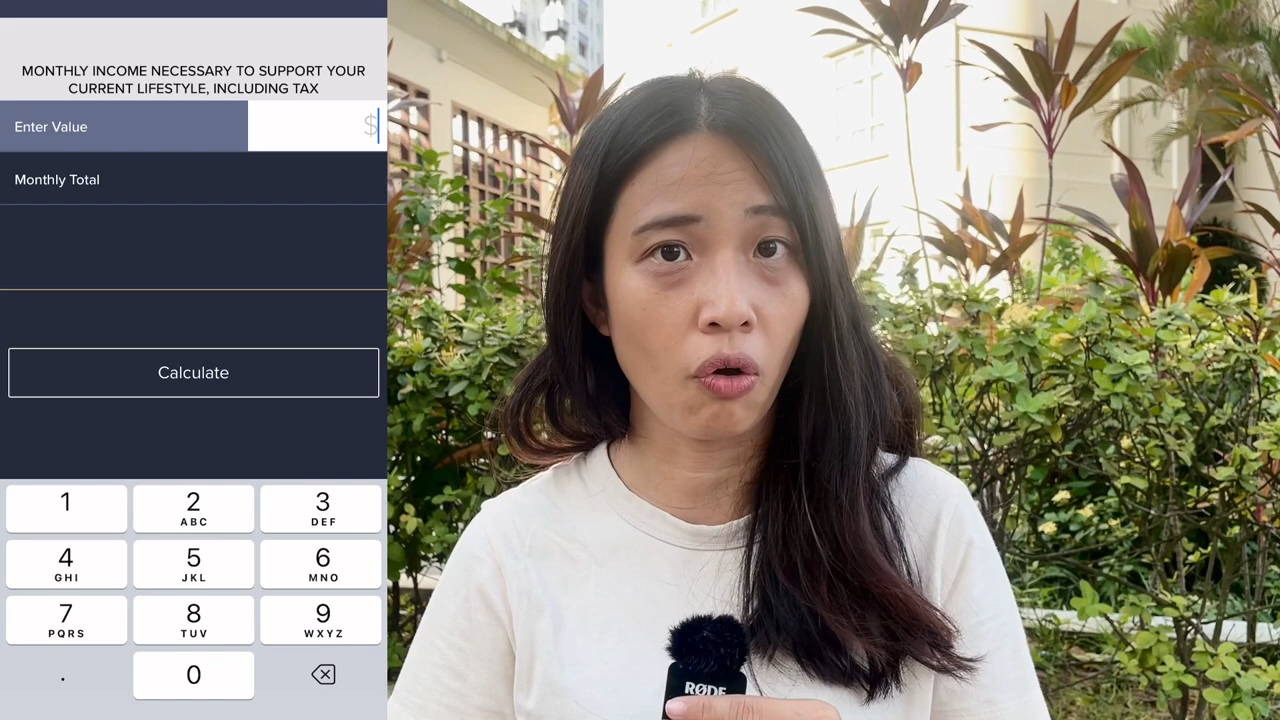 MONTHLY INCOME NECESSARY TO SUPPORT YOUR
CURRENT LIFESTYLE, INCLUDING TAX
Enter Value
$
Monthly Total
Calculate
1
2
ABC
3
DEF
4
GHI
5
JKL
6
MNO
7
PQRS
8
TUV
9
WXYZ
.
0
RØDE